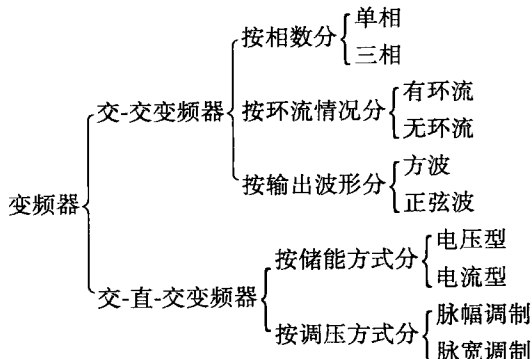 变频器
交-交变频器
按相数分
单相
三相
按环流情况分
有环流
无环流
按输出波形分
方波
正弦波
交-直-交变频器
按储能方式分
电压型
电流型
按调压方式分
脉幅调制
脉宽调制